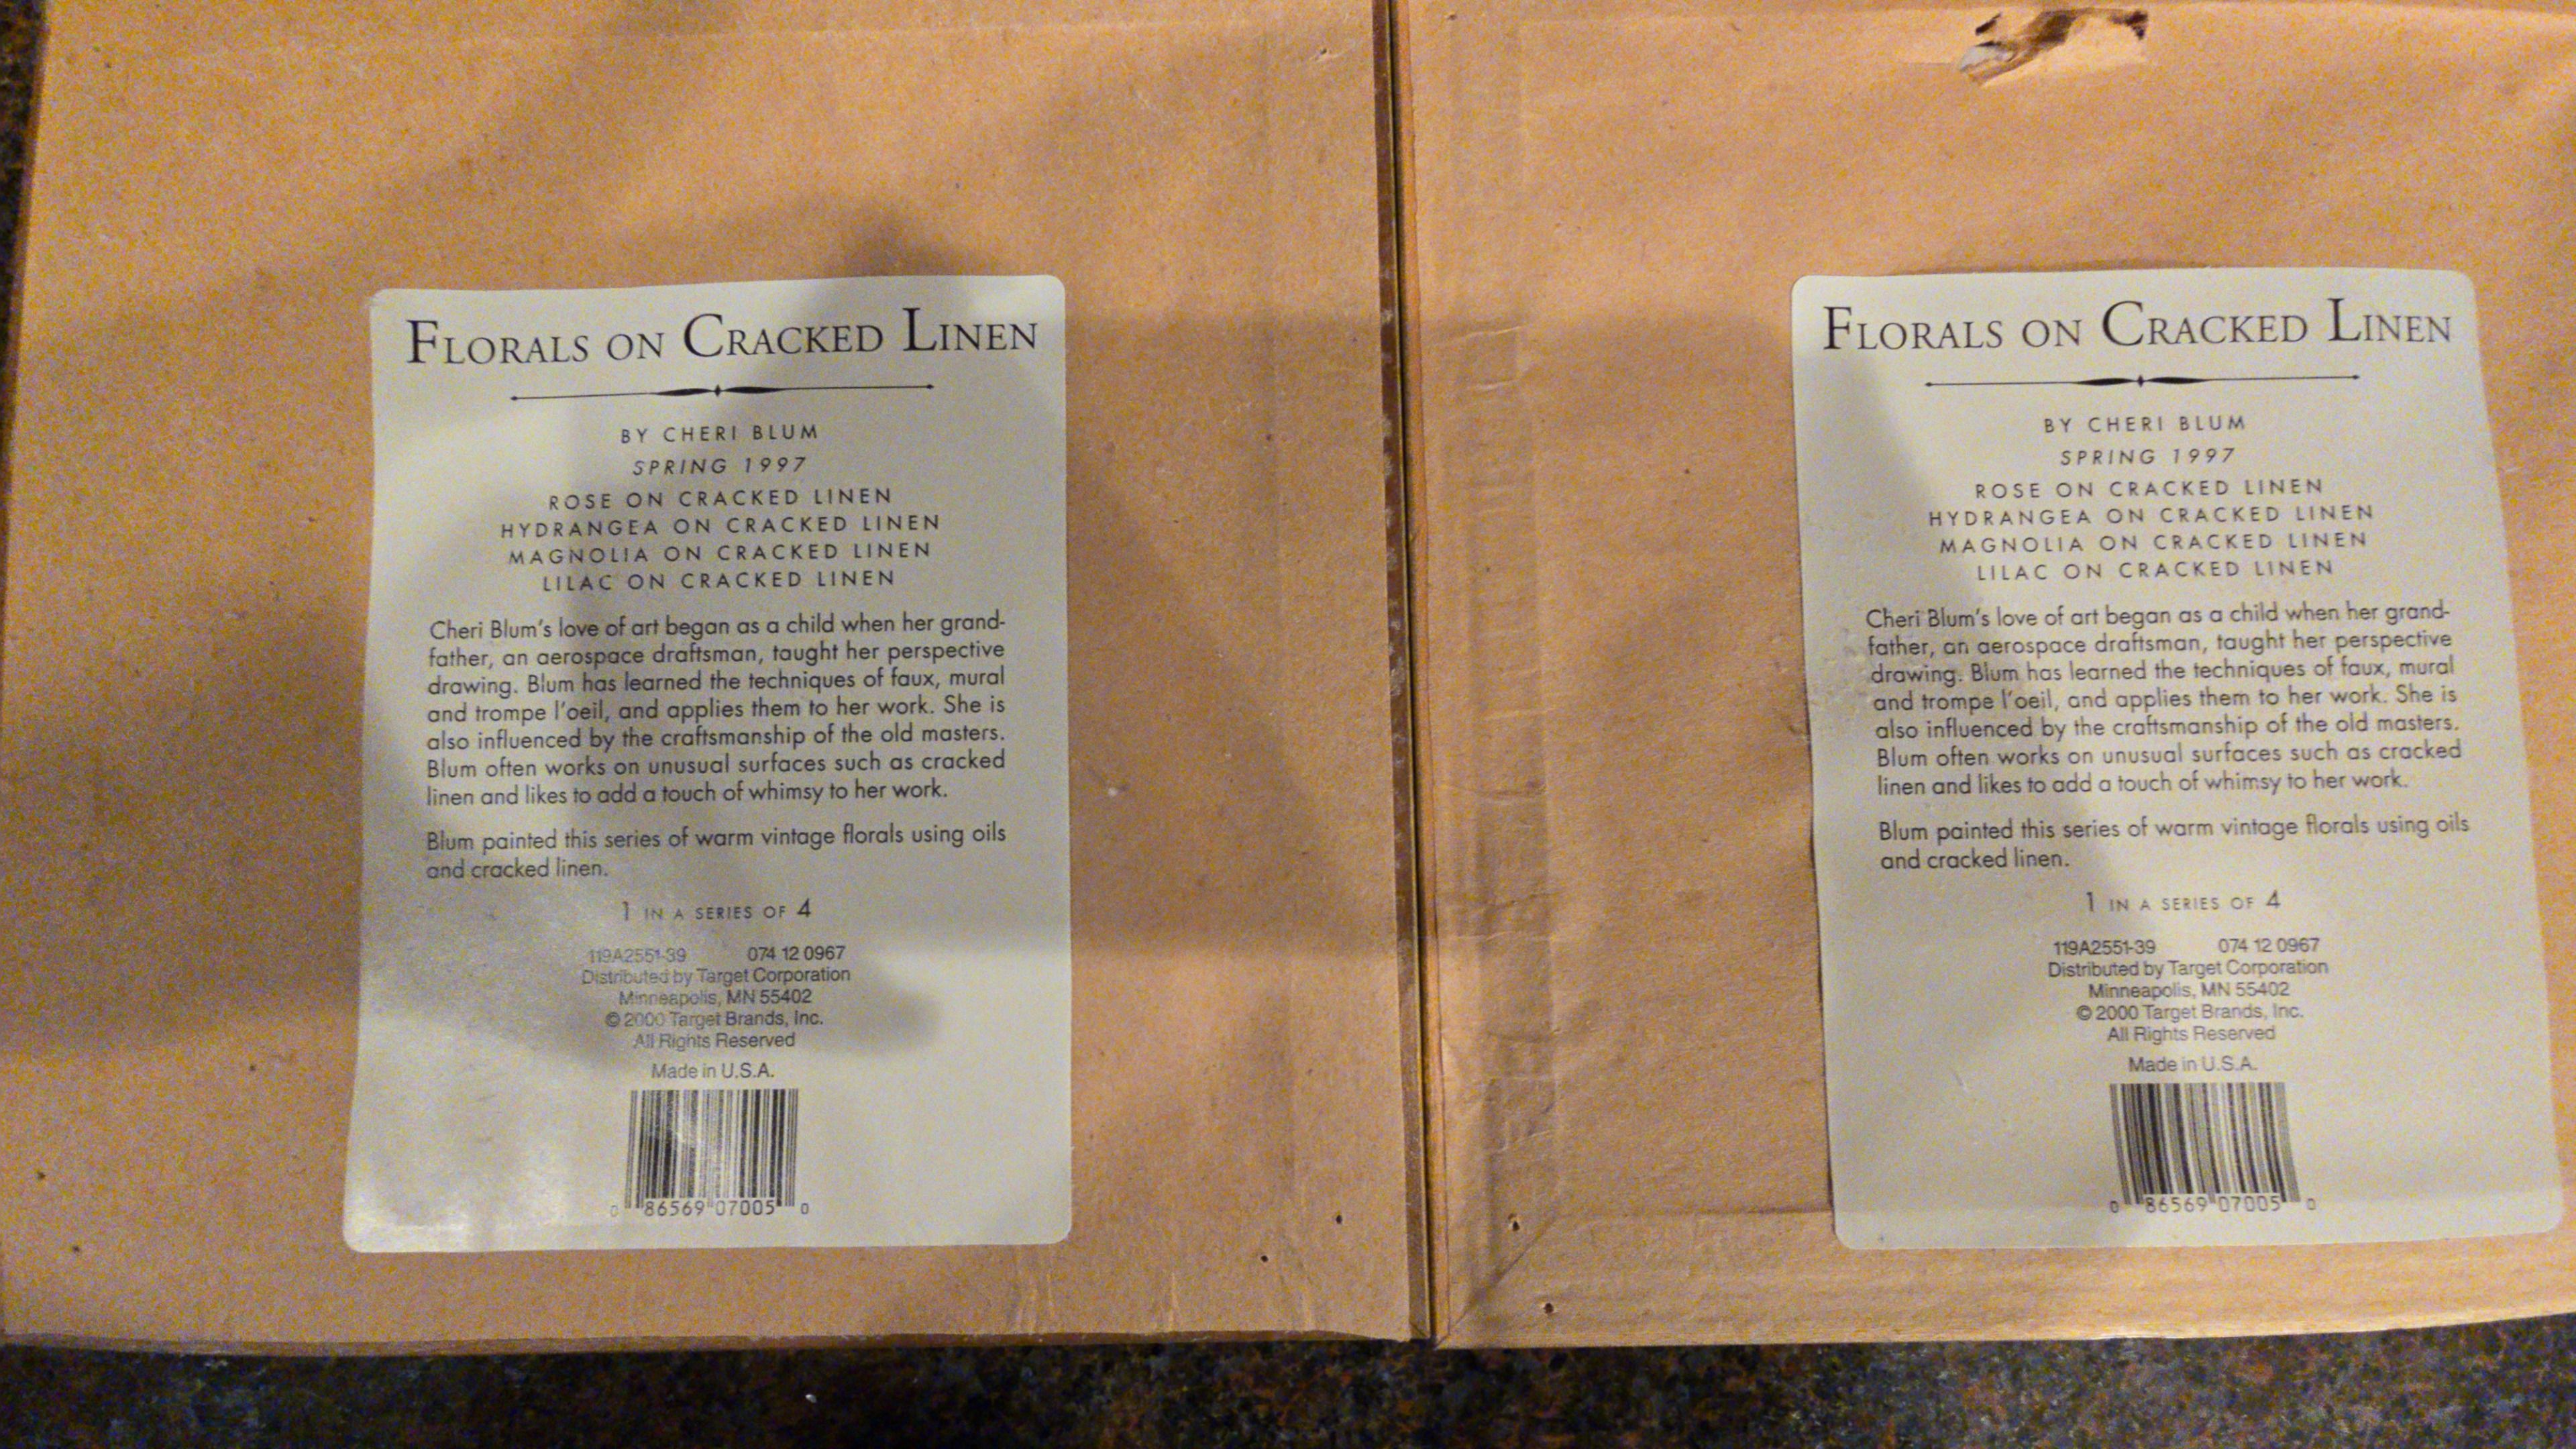 FLORALS ON CRACKED LINEN
BY CHERI BLUM
SPRING 1997
ROSE ON CRACKED LINEN
HYDRANGEA ON CRACKED LINEN
MAGNOLIA ON CRACKED LINEN
LILAC ON CRACKED LINEN
Cheri Blum's love of art began as a child when her grand-
father, an aerospace draftsman, taught her perspective
drawing. Blum has learned the techniques of faux, mural
and trompe l'oeil, and applies them to her work. She is
also influenced by the craftsmanship of the old masters.
Blum often works on unusual surfaces such as cracked
linen and likes to add a touch of whimsy to her work.
Blum painted this series of warm vintage florals using oils
and cracked linen.
1 IN A SERIES OF 4
119A2551-39 074 12 0967
Distributed by Target Corporation
Minneapolis, MN 55402
© 2000 Target Brands, Inc.
All Rights Reserved
Made in U.S.A.
0 86569 07005 0
FLORALS ON CRACKED LINEN
BY CHERI BLUM
SPRING 1997
ROSE ON CRACKED LINEN
HYDRANGEA ON CRACKED LINEN
MAGNOLIA ON CRACKED LINEN
LILAC ON CRACKED LINEN
Cheri Blum's love of art began as a child when her grand-
father, an aerospace draftsman, taught her perspective
drawing. Blum has learned the techniques of faux, mural
and trompe l'oeil, and applies them to her work. She is
also influenced by the craftsmanship of the old masters.
Blum often works on unusual surfaces such as cracked
linen and likes to add a touch of whimsy to her work.
Blum painted this series of warm vintage florals using oils
and cracked linen.
1 IN A SERIES OF 4
119A2551-39 074 12 0967
Distributed by Target Corporation
Minneapolis, MN 55402
© 2000 Target Brands, Inc.
All Rights Reserved
Made in U.S.A.
0 86569 07005 0